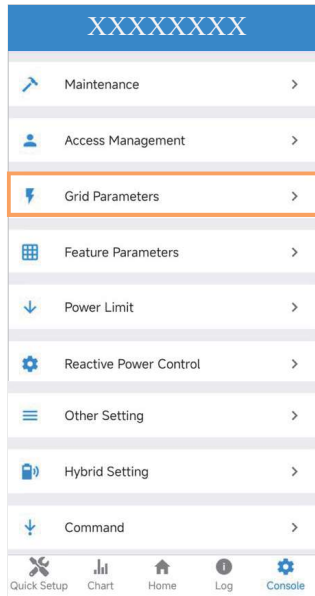 XXXXXXXX
Maintenance
Access Management
Grid Parameters
Feature Parameters
Power Limit
Reactive Power Control
Other Setting
Hybrid Setting
Command
Quick Setup Chart Home Log Console